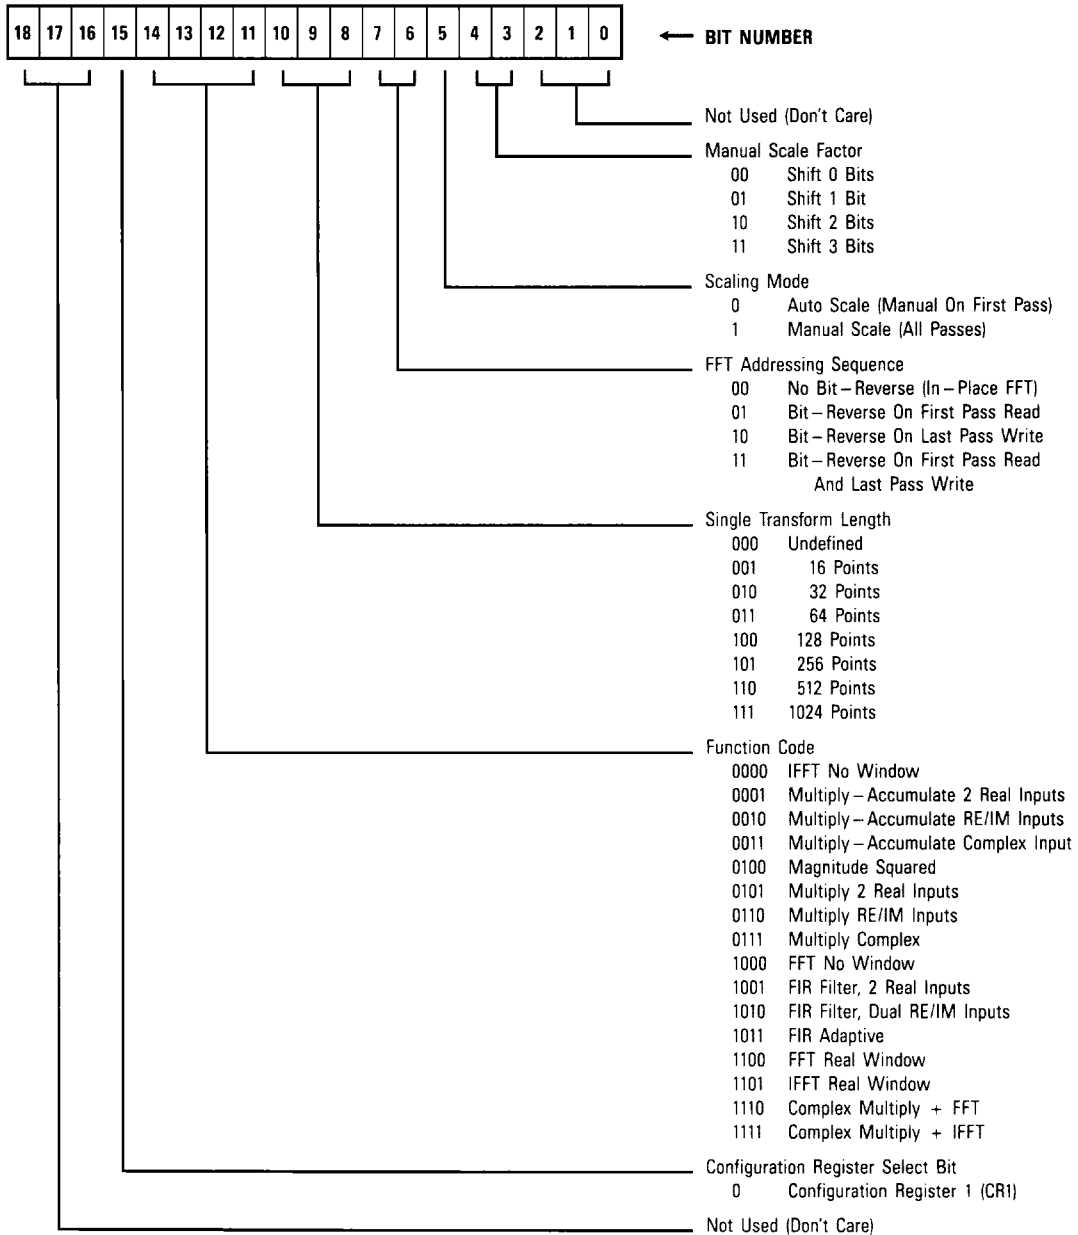 18 17 16 15 14 13 12 11 10 9 8 7 6 5 4 3 2 1 0 ← BIT NUMBER
Not Used (Don't Care)
Manual Scale Factor
00 Shift 0 Bits
01 Shift 1 Bit
10 Shift 2 Bits
11 Shift 3 Bits
Scaling Mode
0 Auto Scale (Manual On First Pass)
1 Manual Scale (All Passes)
FFT Addressing Sequence
00 No Bit–Reverse (In–Place FFT)
01 Bit–Reverse On First Pass Read
10 Bit–Reverse On Last Pass Write
11 Bit–Reverse On First Pass Read
And Last Pass Write
Single Transform Length
000 Undefined
001 16 Points
010 32 Points
011 64 Points
100 128 Points
101 256 Points
110 512 Points
111 1024 Points
Function Code
0000 IFFT No Window
0001 Multiply–Accumulate 2 Real Inputs
0010 Multiply–Accumulate RE/IM Inputs
0011 Multiply–Accumulate Complex Input
0100 Magnitude Squared
0101 Multiply 2 Real Inputs
0110 Multiply RE/IM Inputs
0111 Multiply Complex
1000 FFT No Window
1001 FIR Filter, 2 Real Inputs
1010 FIR Filter, Dual RE/IM Inputs
1011 FIR Adaptive
1100 FFT Real Window
1101 IFFT Real Window
1110 Complex Multiply + FFT
1111 Complex Multiply + IFFT
Configuration Register Select Bit
0 Configuration Register 1 (CR1)
Not Used (Don't Care)